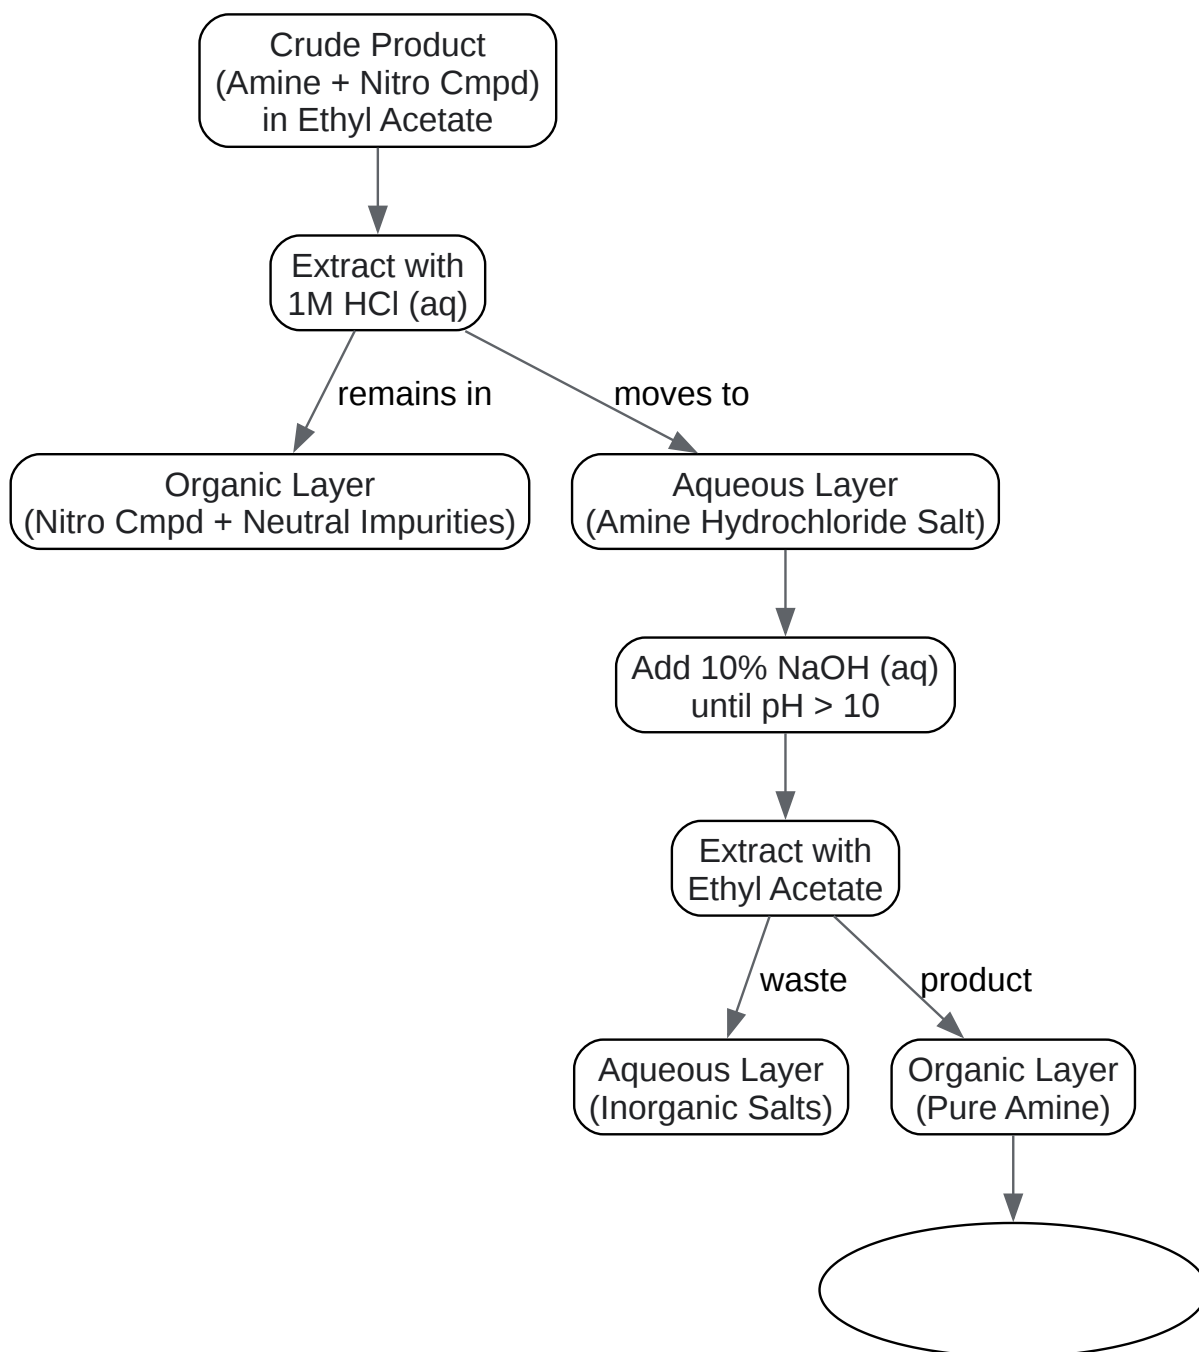 Crude Product
(Amine + Nitro Cmpd)
in Ethyl Acetate
Extract with
1M HCl (aq)
remains in
moves to
Organic Layer
(Nitro Cmpd + Neutral Impurities)
Aqueous Layer
(Amine Hydrochloride Salt)
Add 10% NaOH (aq)
until pH > 10
Extract with
Ethyl Acetate
waste
product
Aqueous Layer
(Inorganic Salts)
Organic Layer
(Pure Amine)